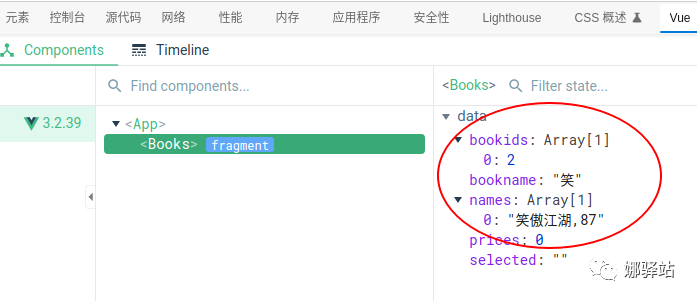 元素 控制台 源代码 网络 性能 内存 应用程序 安全性 Lighthouse CSS 概述 Vue
Components Timeline
Find components... <Books> Filter state...
3.2.39
<App>
<Books> fragment
data
bookids: Array[1]
0: 2
bookname: "笑"
names: Array[1]
0: "笑傲江湖,87"
prices: 0
selected: ""
娜驿站